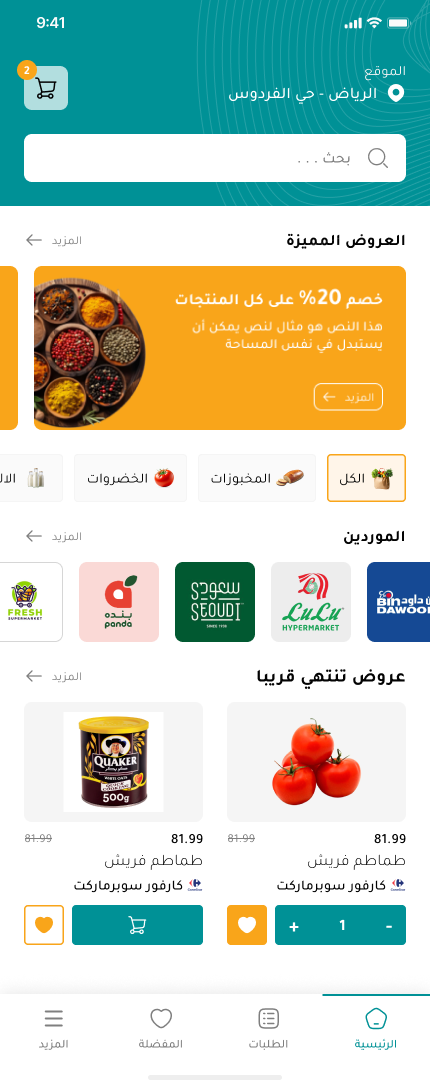 9:41
الموقع
الرياض - حي الفردوس
2
بحث . . .
العروض المميزة
المزيد
خصم 20% على كل المنتجات
هذا النص هو مثال لنص يمكن أن
يستبدل في نفس المساحة
المزيد
الكل
المخبوزات
الخضروات
الال
الموردين
المزيد
بن داود
BIN
DAWOOD
LuLu
HYPERMARKET
سعودي
SEOUDI
SINCE 1930
بنده
panda
FRESH
SUPERMARKET
عروض تنتهي قريبا
المزيد
QUAKER
WHITE OATS
500g
81.99 81.99
طماطم فريش
كارفور سوبرماركت
- 1 +
81.99 81.99
طماطم فريش
كارفور سوبرماركت
الرئيسية
الطلبات
المفضلة
المزيد